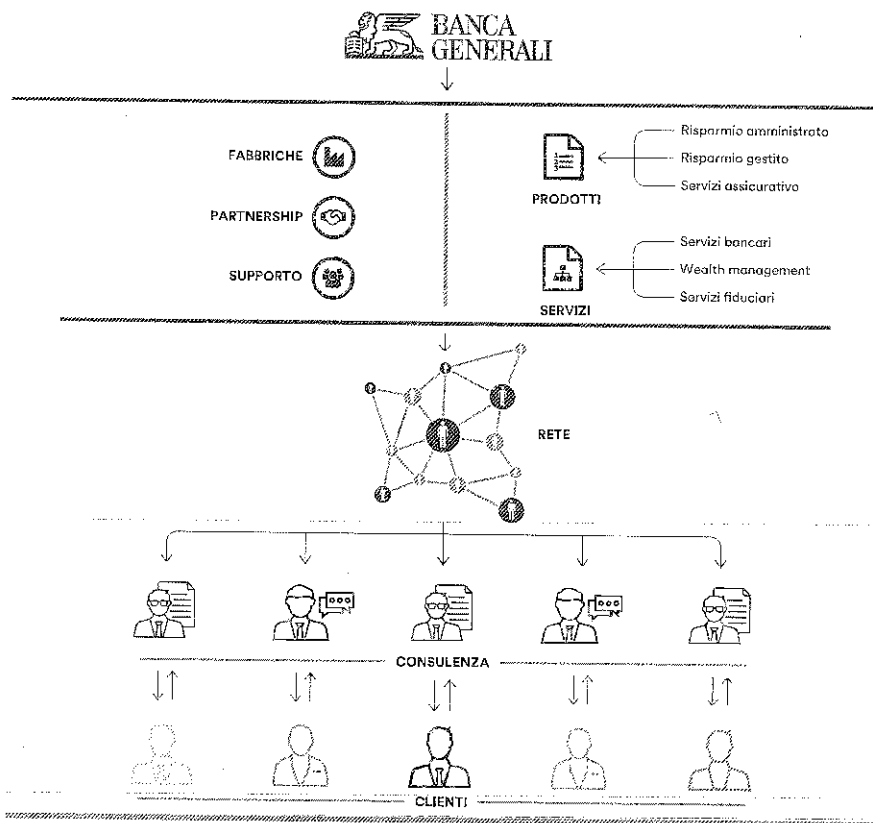 BANCA
GENERALI
FABBRICHE
PARTNERSHIP
SUPPORTO
Risparmio amministrato
Risparmio gestito
Servizi assicurativo
PRODOTTI
Servizi bancari
Wealth management
Servizi fiduciari
SERVIZI
RETE
CONSULENZA
CLIENTI